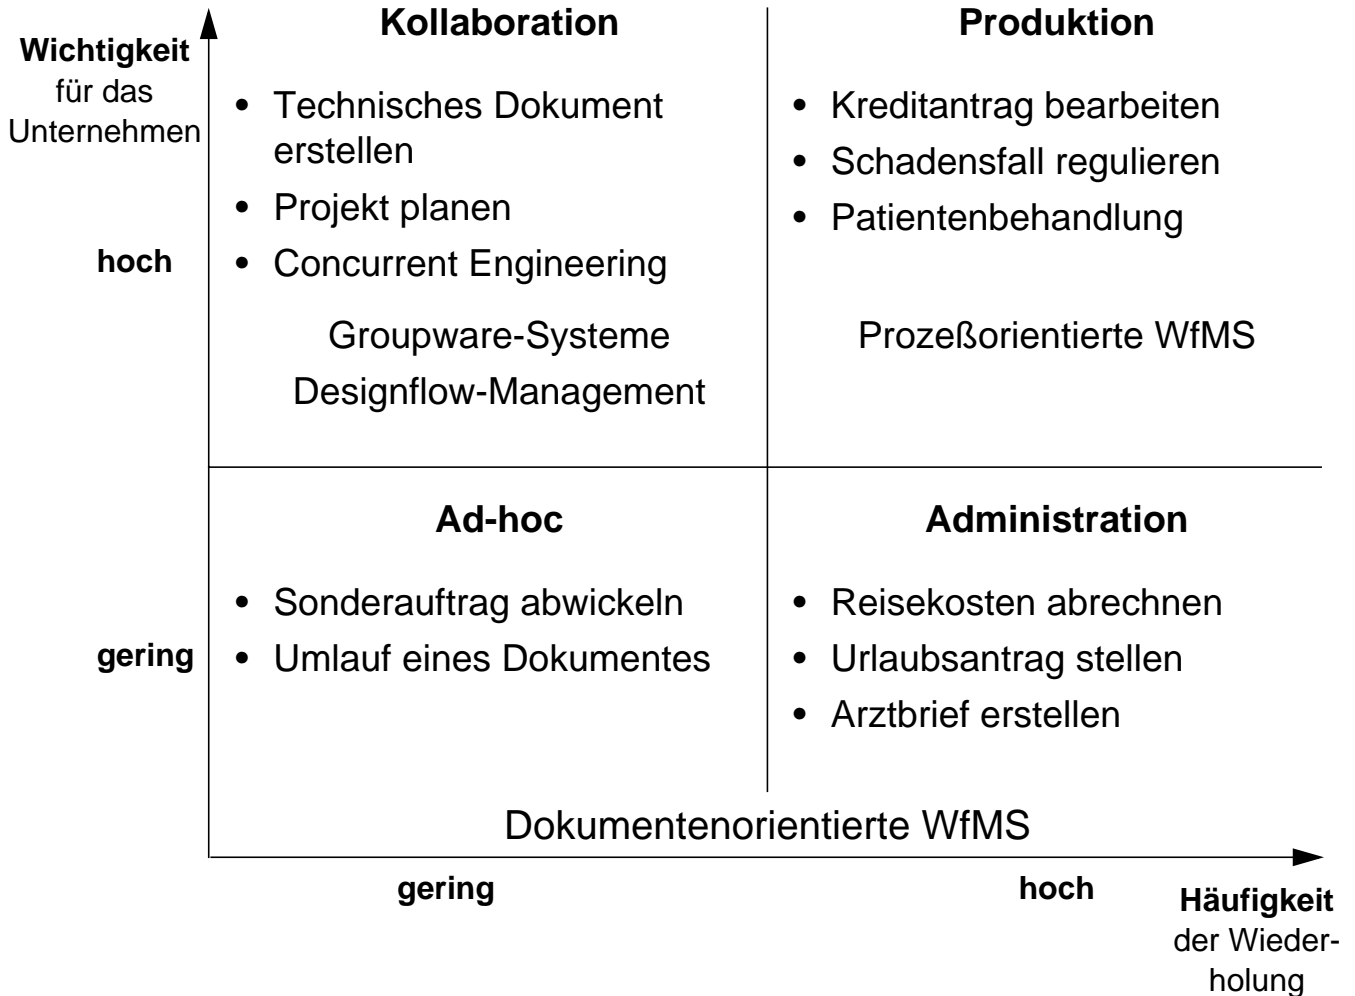 Wichtigkeit
für das
Unternehmen
hoch
gering
Kollaboration
• Technisches Dokument
erstellen
• Projekt planen
• Concurrent Engineering
Groupware-Systeme
Designflow-Management
Produktion
• Kreditantrag bearbeiten
• Schadensfall regulieren
• Patientenbehandlung
Prozeßorientierte WfMS
Ad-hoc
• Sonderauftrag abwickeln
• Umlauf eines Dokumentes
Administration
• Reisekosten abrechnen
• Urlaubsantrag stellen
• Arztbrief erstellen
Dokumentenorientierte WfMS
gering
hoch
Häufigkeit
der Wieder-
holung